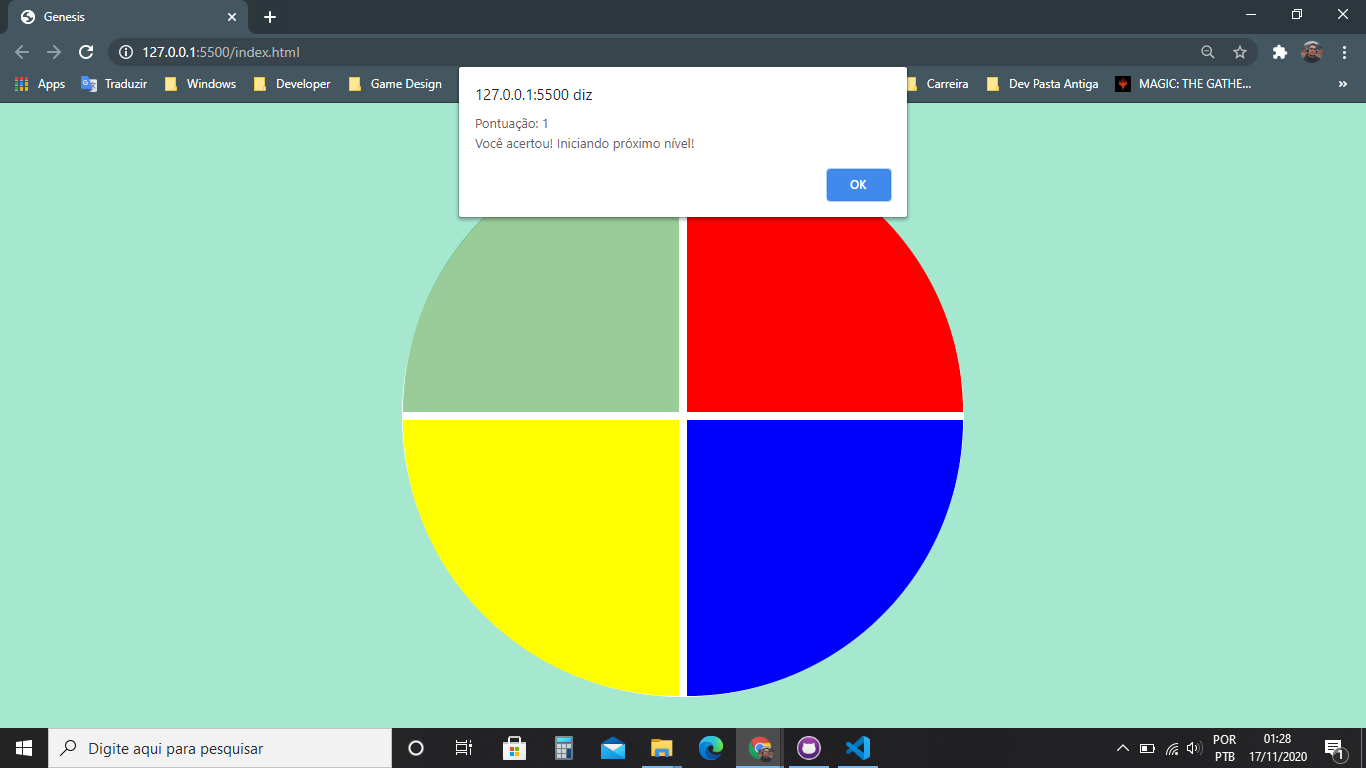 Genesis
127.0.0.1:5500/index.html
Apps Traduzir Windows Developer Game Design Carreira Dev Pasta Antiga MAGIC: THE GATHE... »
127.0.0.1:5500 diz
Pontuação: 1
Você acertou! Iniciando próximo nível!
OK
Digite aqui para pesquisar
POR
PTB
01:28
17/11/2020
1